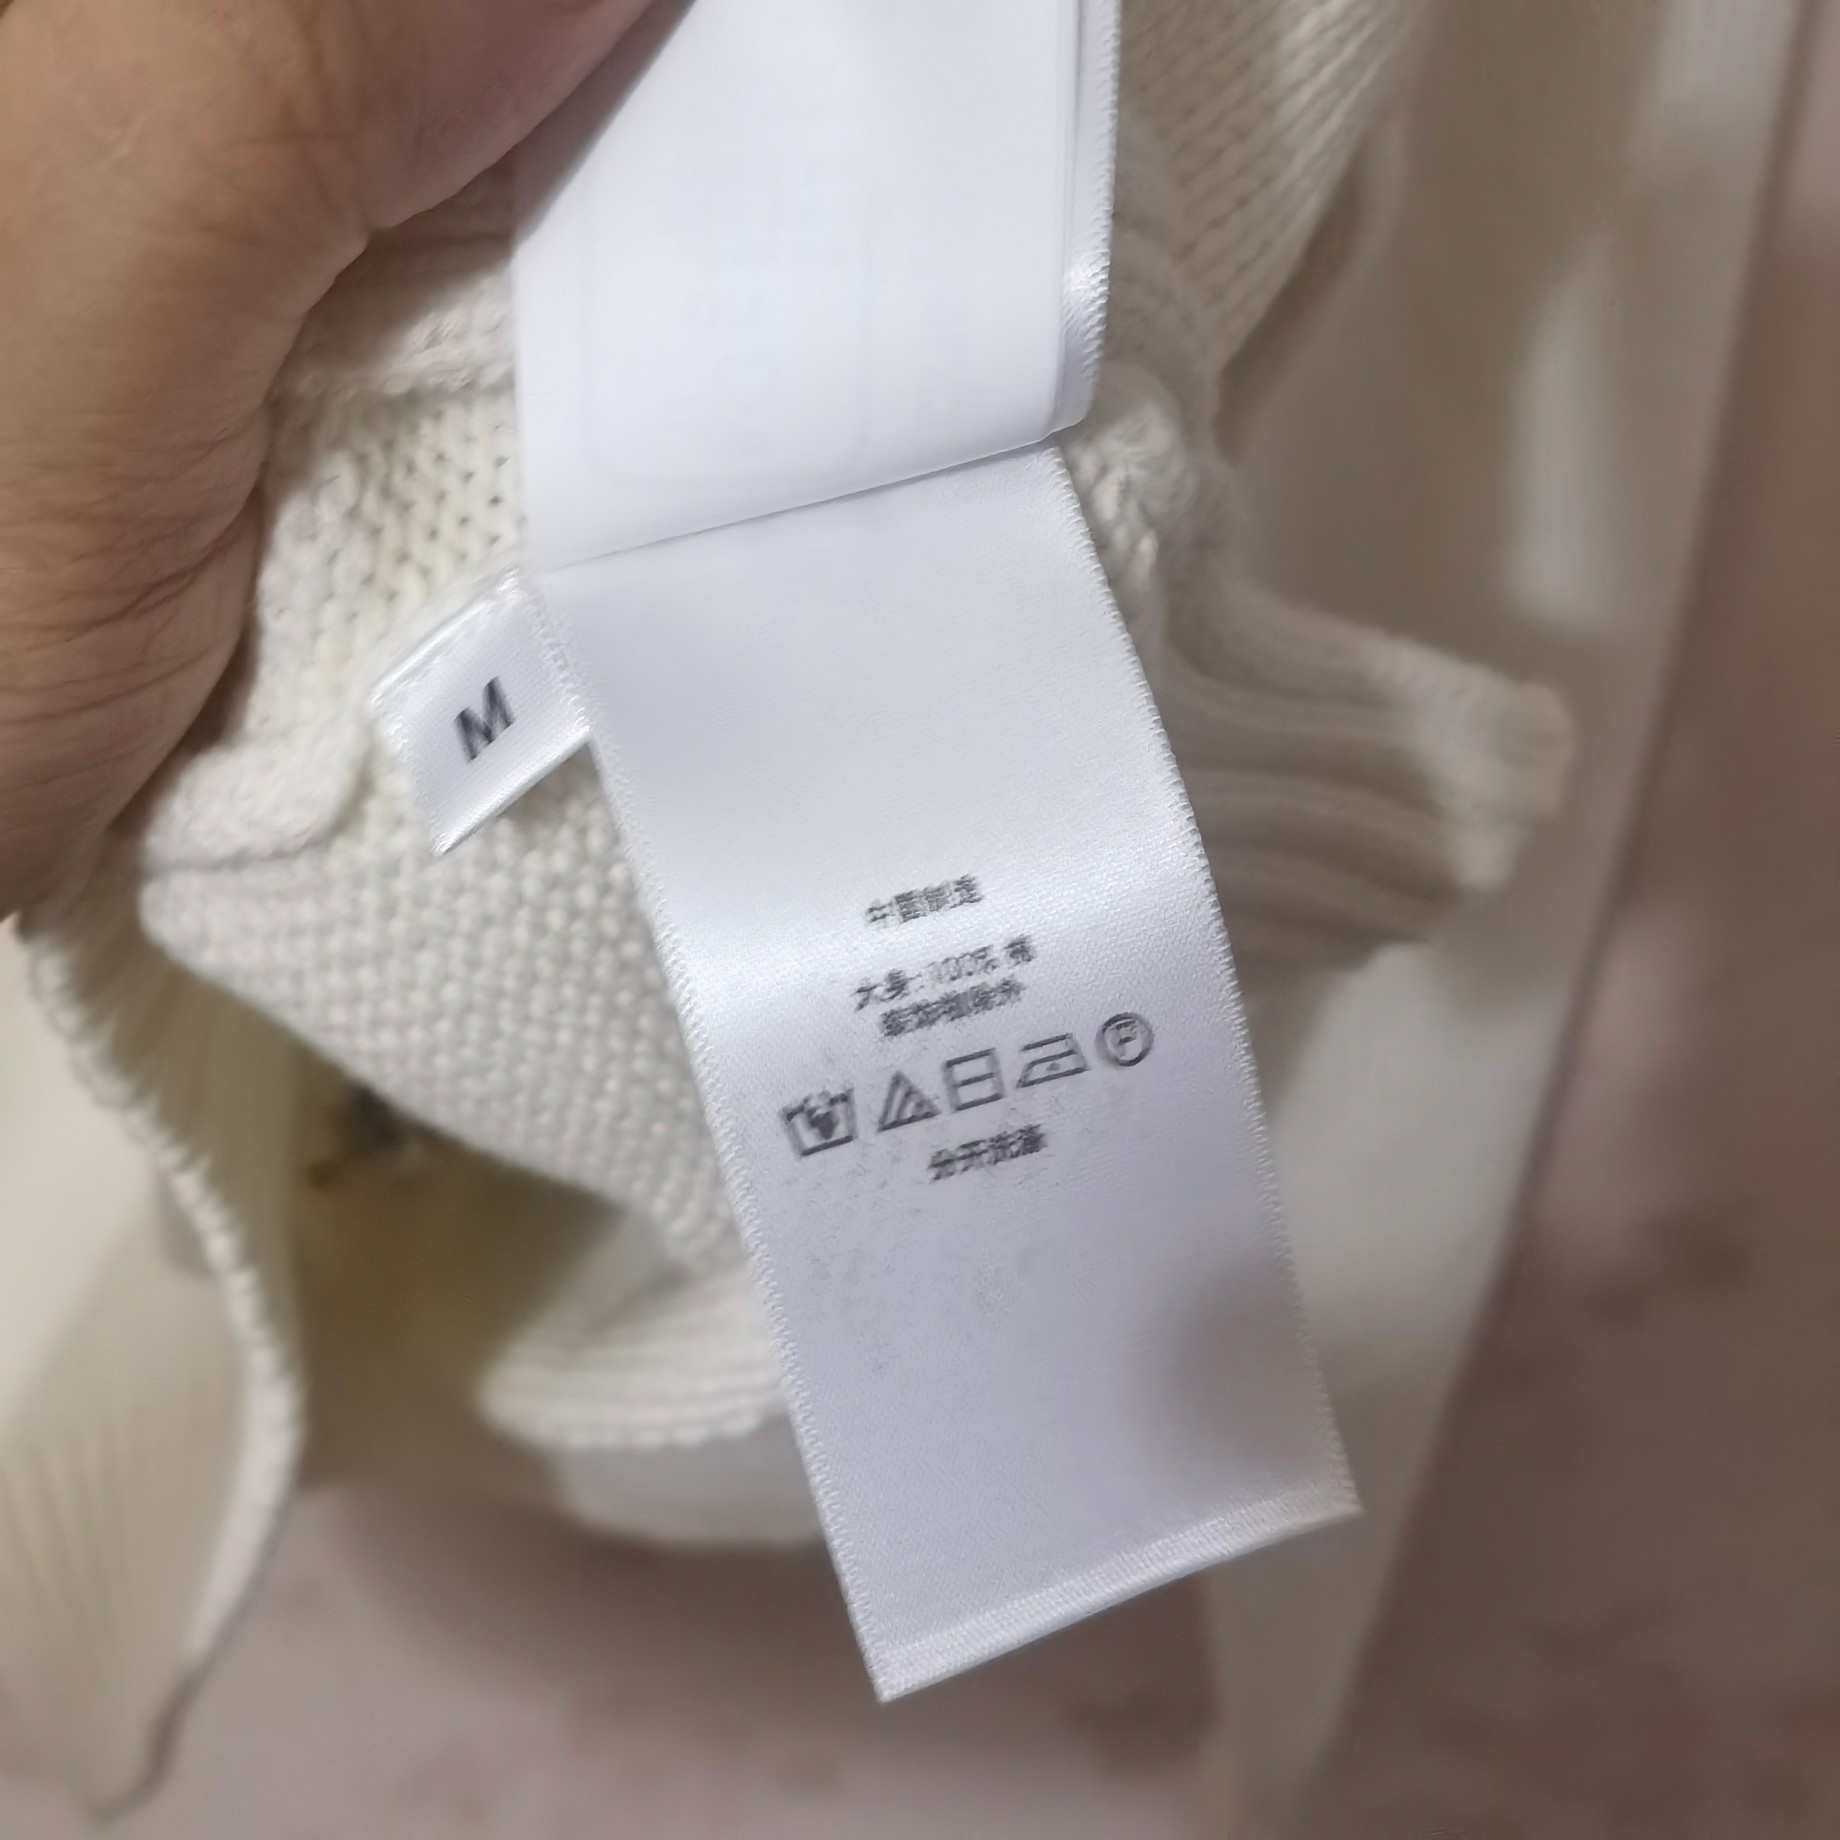 M
中国制造
大身: 100% 棉
装饰物除外
Ⓕ
分开洗涤